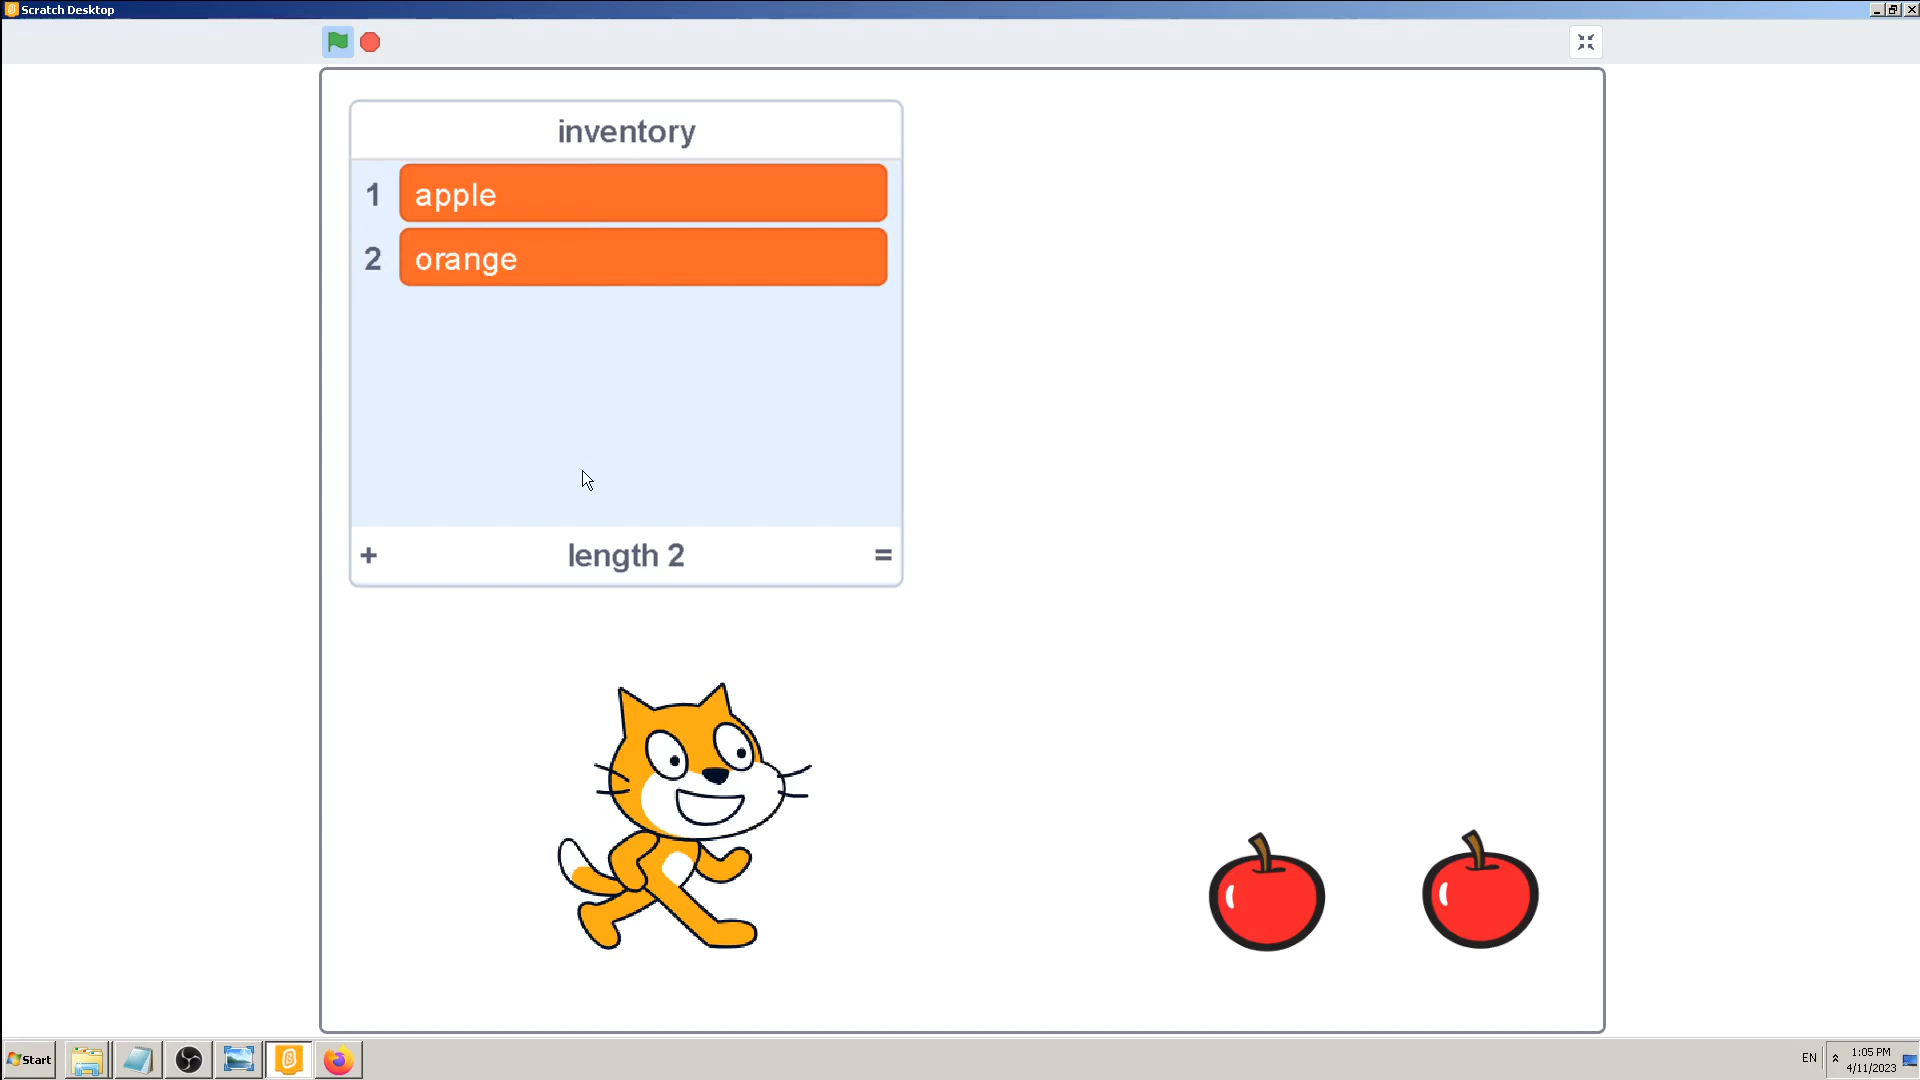 Scratch Desktop
inventory
1 apple
2 orange
+ length 2 =
Start
EN
1:05 PM
4/11/2023